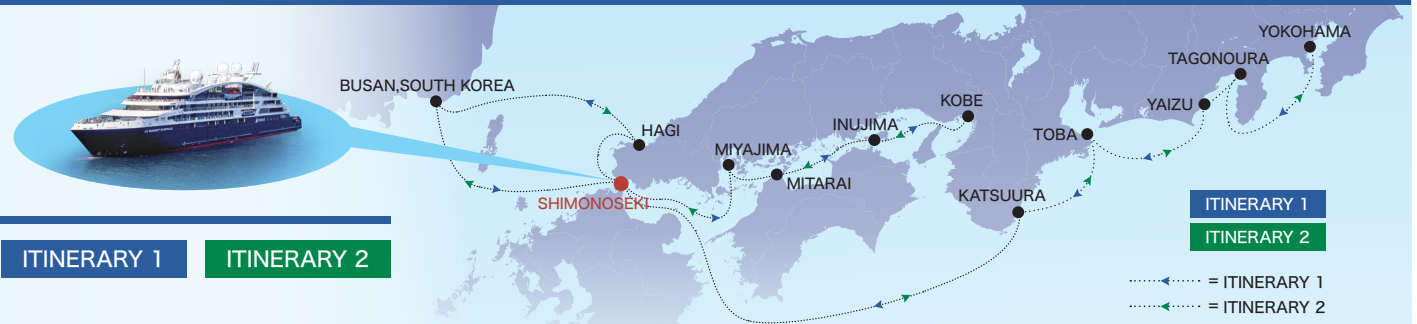 YOKOHAMA
TAGONOURA
BUSAN,SOUTH KOREA
YAIZU
KOBE
INUJIMA
HAGI
TOBA
MIYAJIMA
MITARAI
KATSUURA
SHIMONOSEKI
ITINERARY 1
ITINERARY 2
ITINERARY 1
ITINERARY 2
= ITINERARY 1
= ITINERARY 2